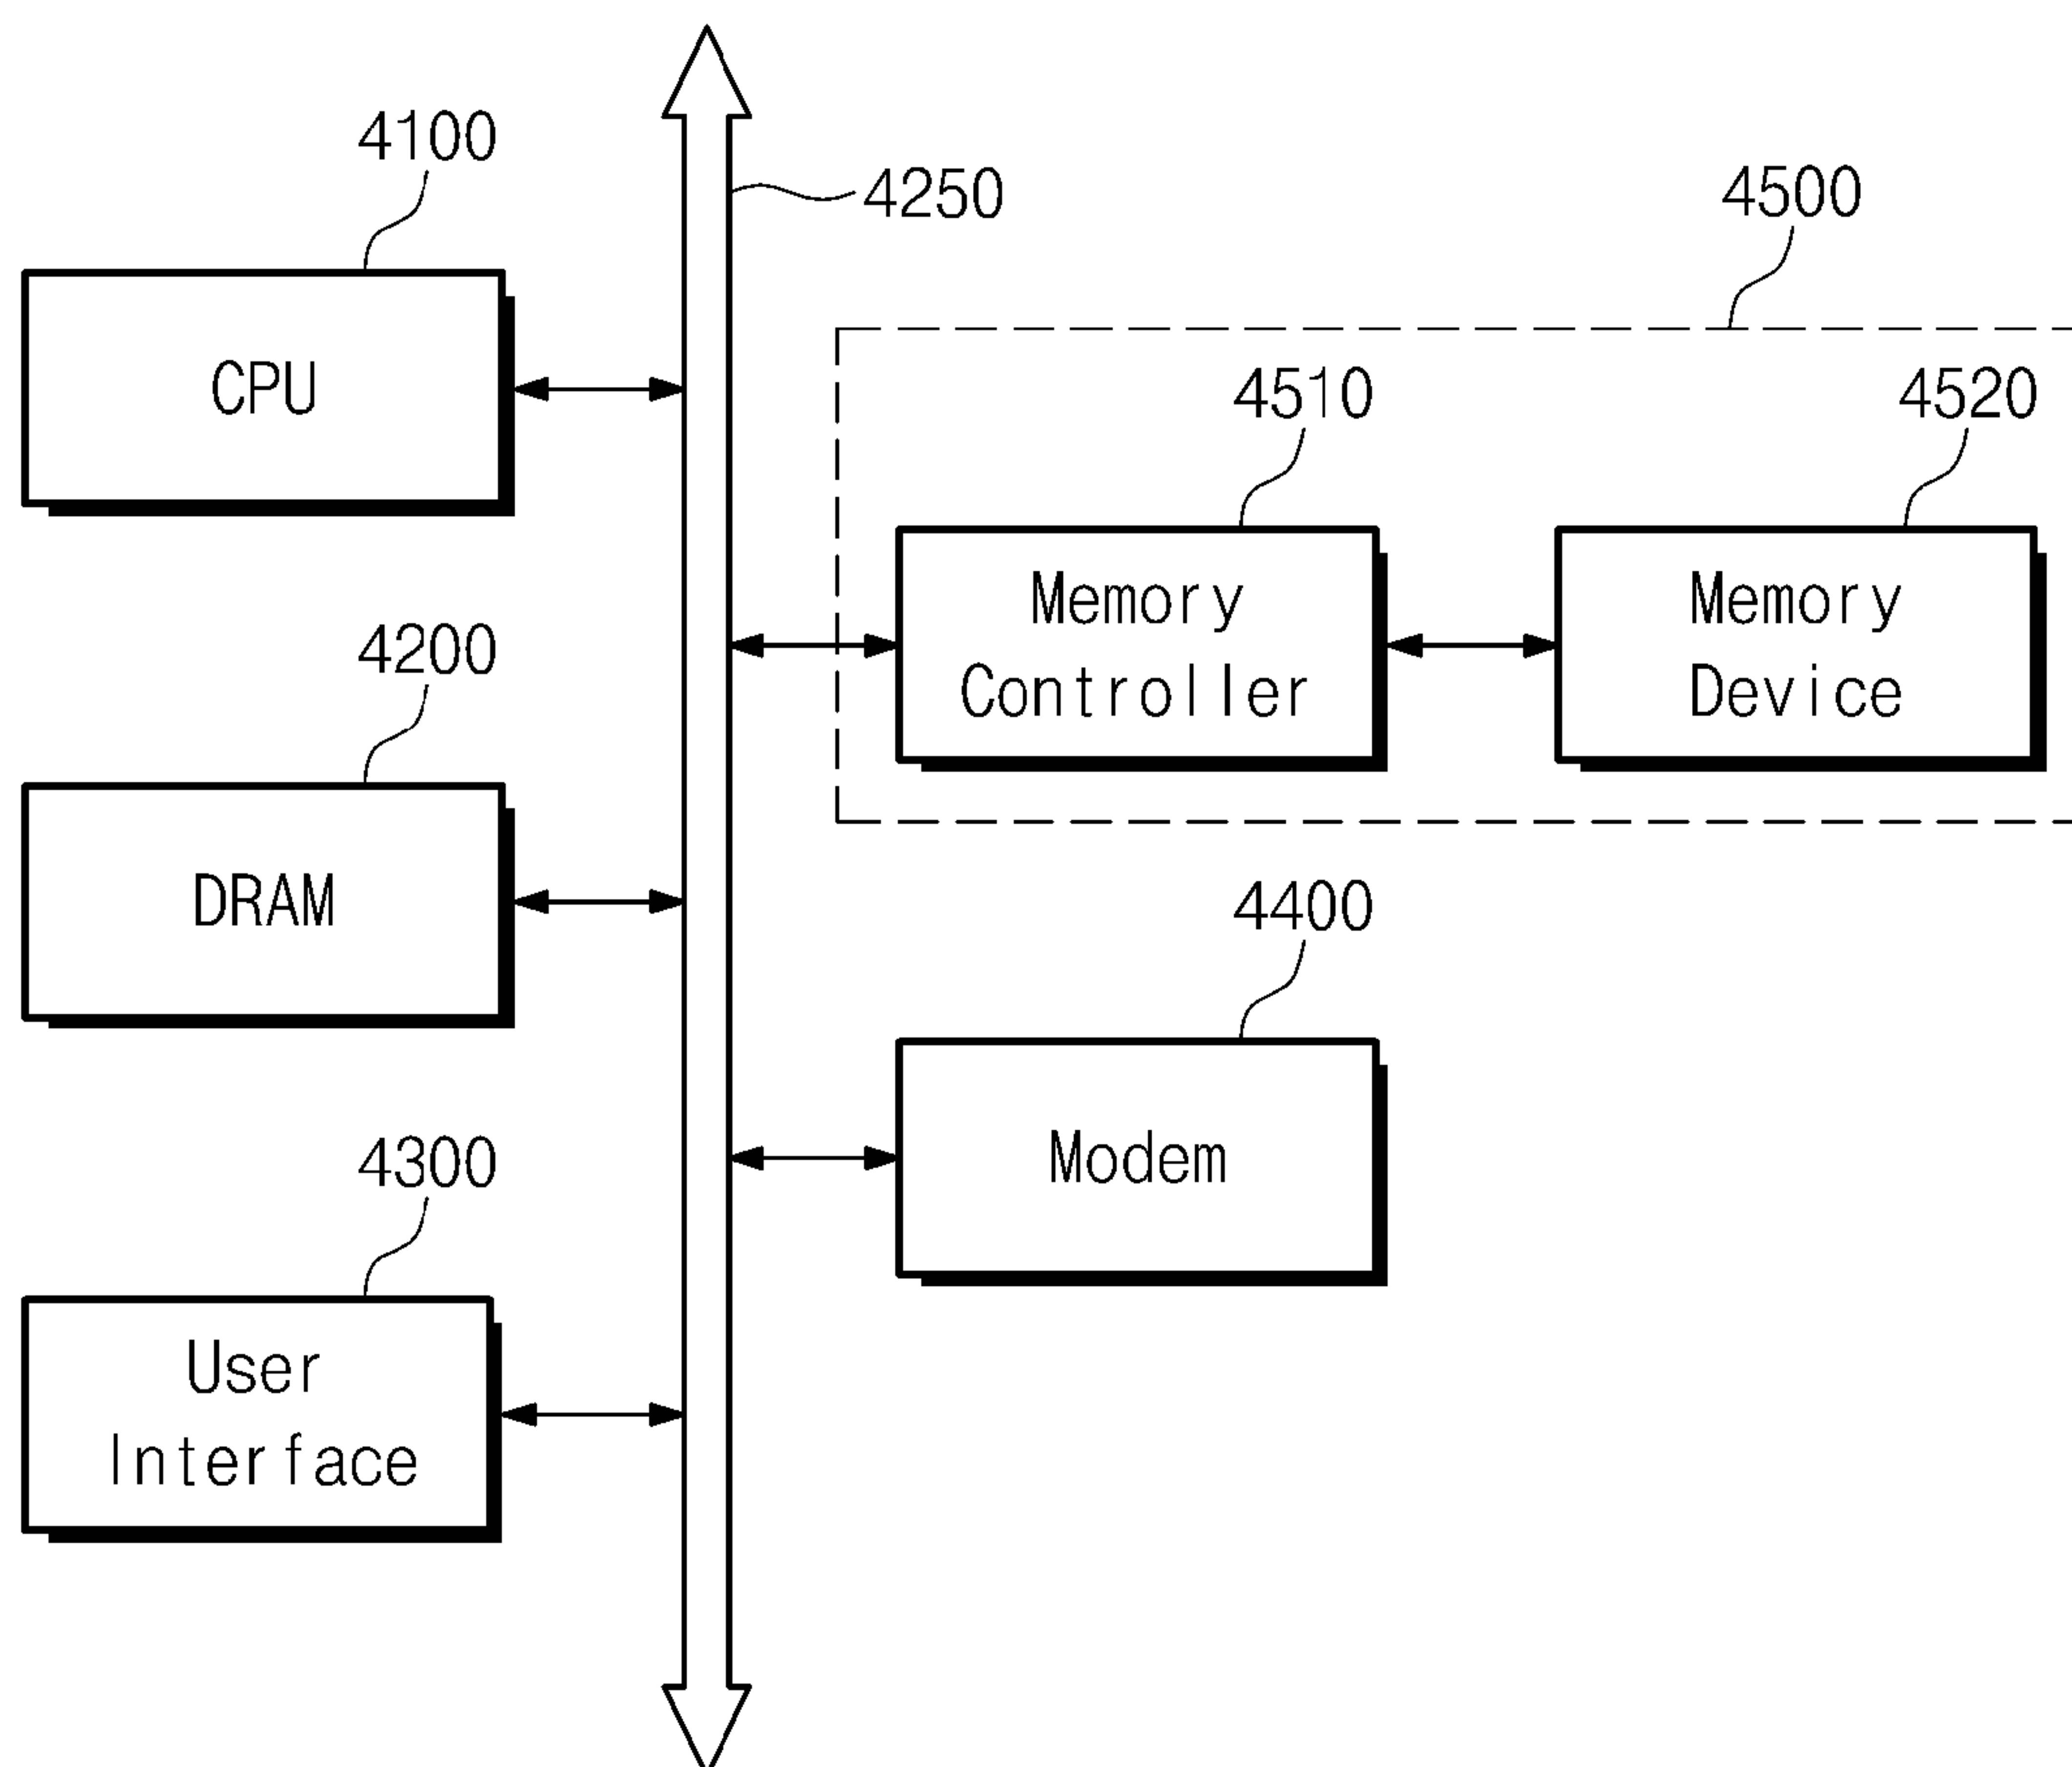 4100
4250
4500
CPU
4510
4520
Memory
Controller
Memory
Device
4200
DRAM
4400
Modem
4300
User
Interface